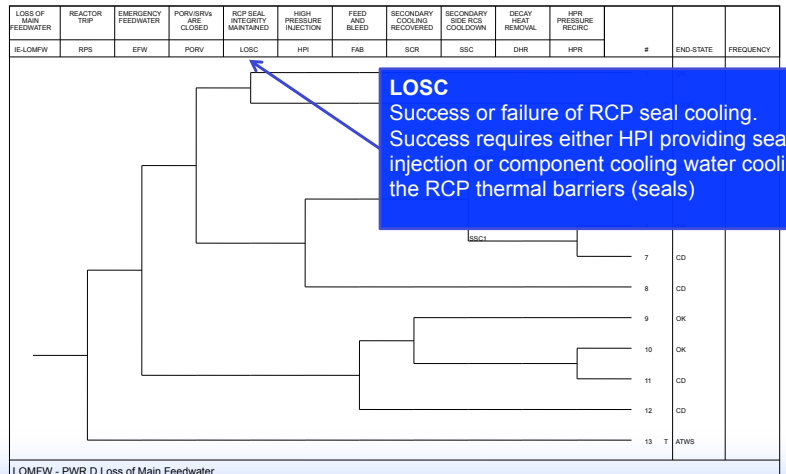 LOSS OF
MAIN
FEEDWATER
REACTOR
TRIP
EMERGENCY
FEEDWATER
PORV/SRVs
ARE
CLOSED
RCP SEAL
INTEGRITY
MAINTAINED
HIGH
PRESSURE
INJECTION
FEED
AND
BLEED
SECONDARY
COOLING
RECOVERED
SECONDARY
SIDE RCS
COOLDOWN
DECAY
HEAT
REMOVAL
HPR
PRESSURE
RECIRC
IE-LOMFW
RPS
EFW
PORV
LOSC
HPI
FAB
SCR
SSC
DHR
HPR
#
END-STATE
FREQUENCY
LOSC
Success or failure of RCP seal cooling.
Success requires either HPI providing sea
injection or component cooling water cooli
the RCP thermal barriers (seals)
SSC1
7 CD
8 CD
9 OK
10 OK
11 CD
12 CD
13 T ATWS
LOMFW - PWR D Loss of Main Feedwater